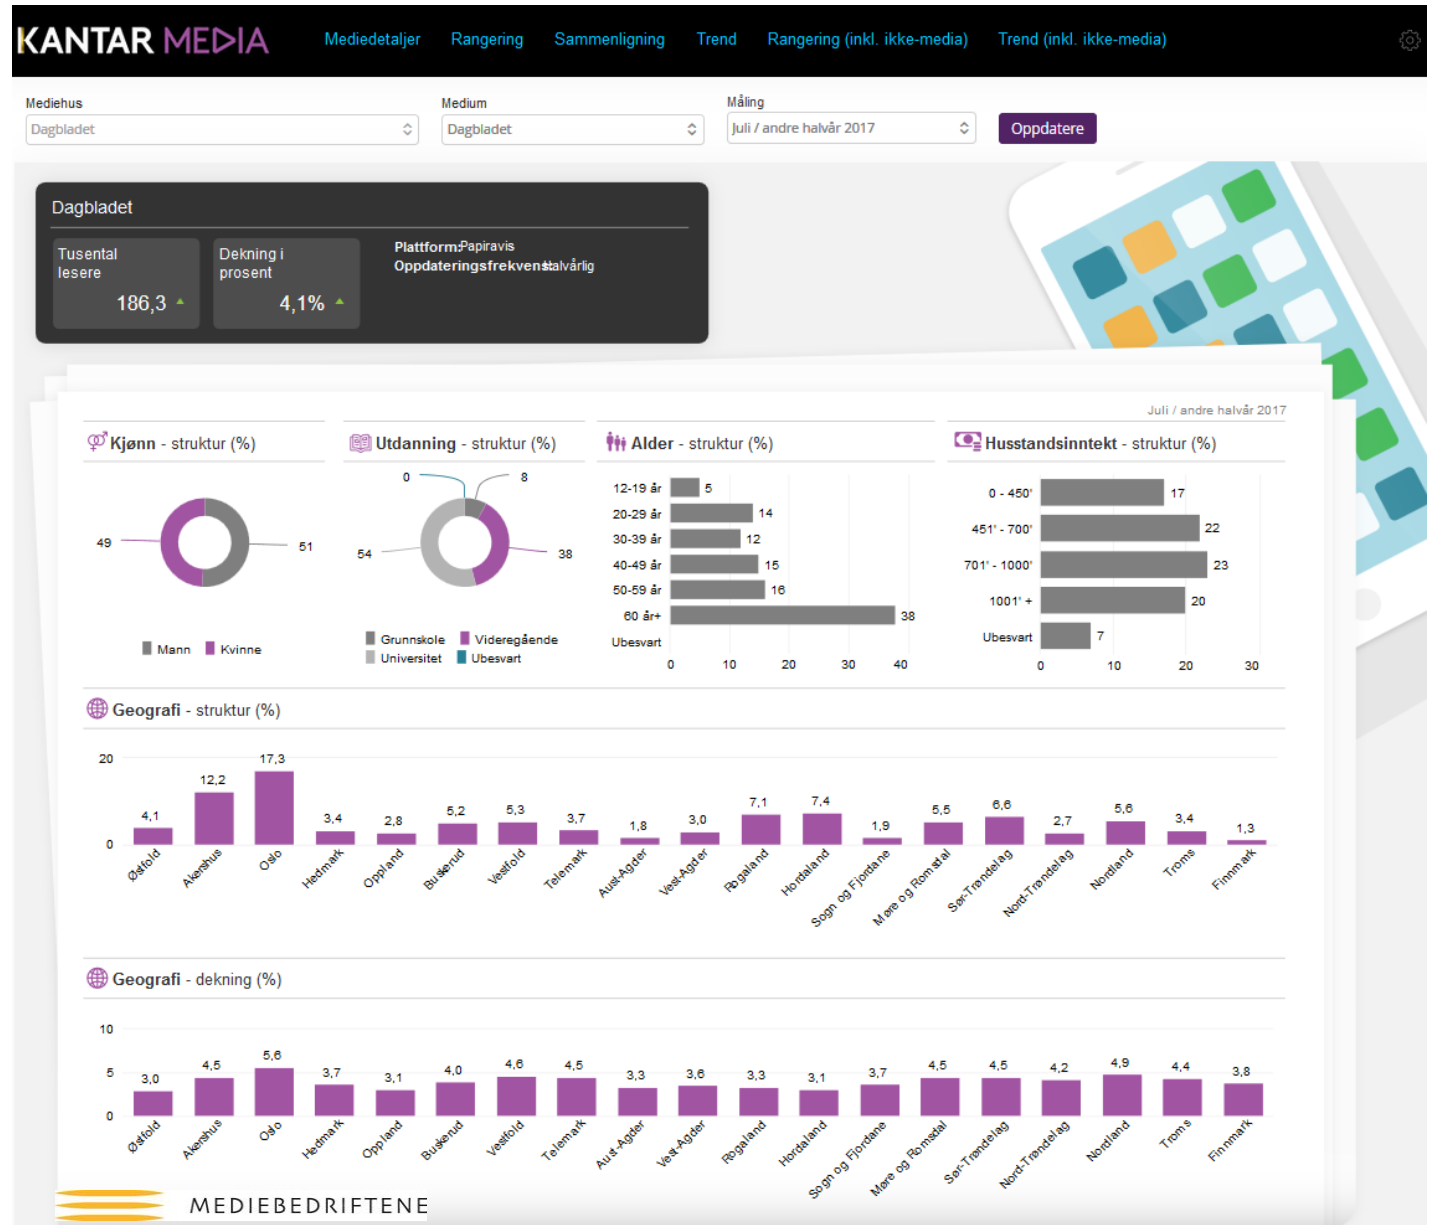 KANTAR MEDIA
Mediedetaljer Rangering Sammenligning Trend Rangering (inkl. ikke-media) Trend (inkl. ikke-media)
Mediehus Medium Måling
Dagbladet Dagbladet Juli / andre halvår 2017 Oppdatere
Dagbladet
Tusental lesere
186,3
Dekning i prosent
4,1%
Plattform: Papiravis
Oppdateringsfrekvens: Halvårlig
Juli / andre halvår 2017
Kjønn - struktur (%)
49 51
Mann Kvinne
Utdanning - struktur (%)
0 8
54 38
Grunnskole Videregående
Universitet Ubesvart
Alder - struktur (%)
12-19 år 5
20-29 år 14
30-39 år 12
40-49 år 15
50-59 år 16
60 år+ 38
Ubesvart
0 10 20 30 40
Husstandsinntekt - struktur (%)
0 - 450' 17
451' - 700' 22
701' - 1000' 23
1001' + 20
Ubesvart 7
0 10 20 30
Geografi - struktur (%)
20
0
4,1 12,2 17,3 3,4 2,8 5,2 5,3 3,7 1,8 3,0 7,1 7,4 1,9 5,5 6,6 2,7 5,6 3,4 1,3
Østfold Akershus Oslo Hedmark Oppland Buskerud Vestfold Telemark Aust-Agder Vest-Agder Rogaland Hordaland Sogn og Fjordane Møre og Romsdal Sør-Trøndelag Nord-Trøndelag Nordland Troms Finnmark
Geografi - dekning (%)
10
5
0
3,0 4,5 5,6 3,7 3,1 4,0 4,6 4,5 3,3 3,6 3,3 3,1 3,7 4,5 4,5 4,2 4,9 4,4 3,8
Østfold Akershus Oslo Hedmark Oppland Buskerud Vestfold Telemark Aust-Agder Vest-Agder Rogaland Hordaland Sogn og Fjordane Møre og Romsdal Sør-Trøndelag Nord-Trøndelag Nordland Troms Finnmark
MEDIEBEDRIFTENE